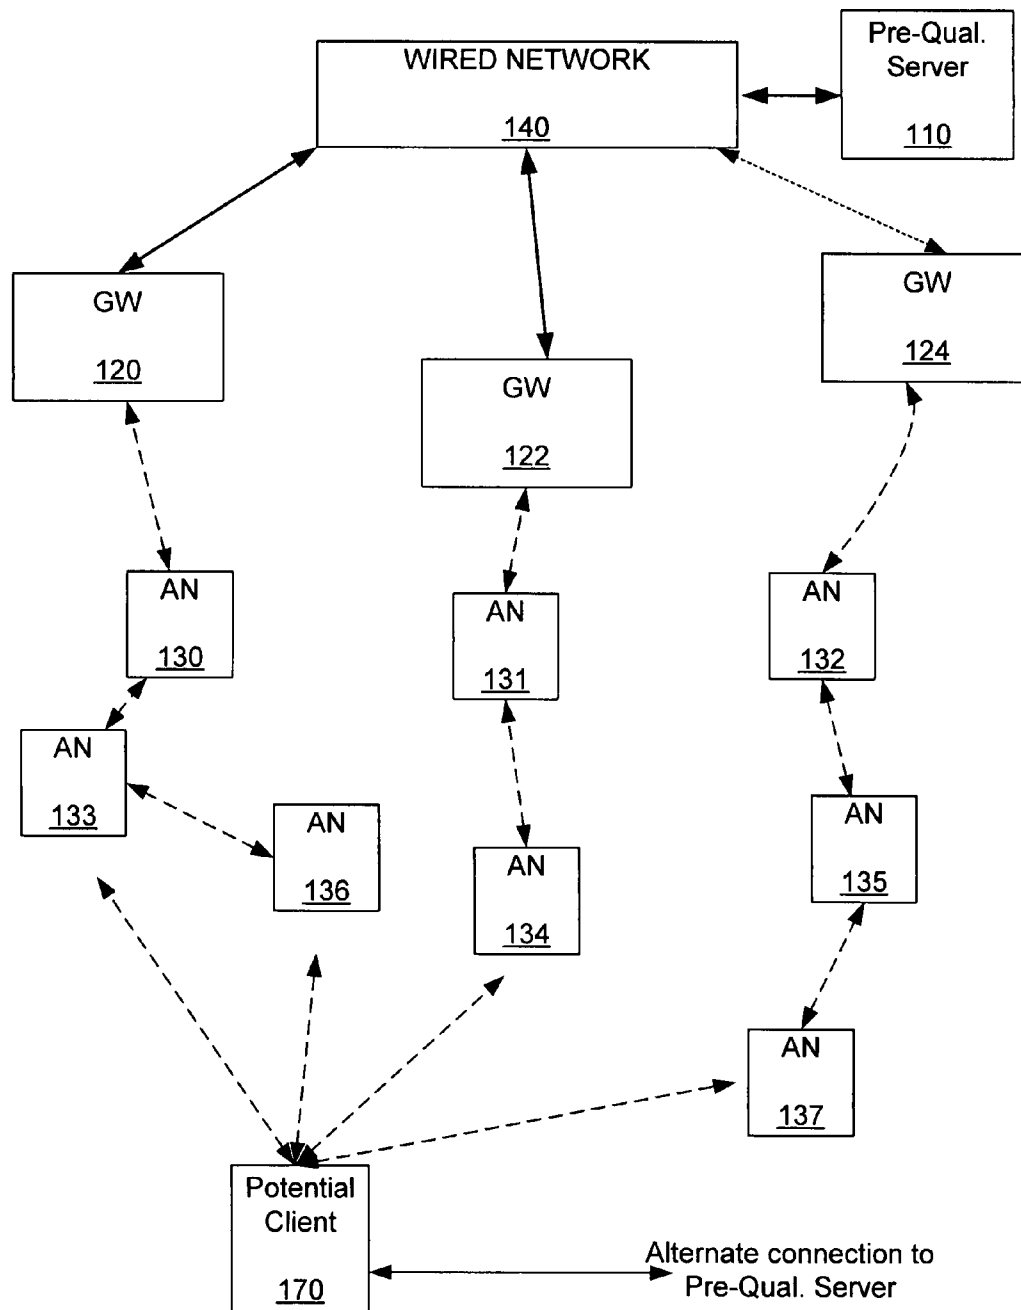 WIRED NETWORK
140
Pre-Qual.
Server
110
GW
120
GW
122
GW
124
AN
130
AN
131
AN
132
AN
133
AN
136
AN
134
AN
135
AN
137
Potential
Client
170
Alternate connection to
Pre-Qual. Server